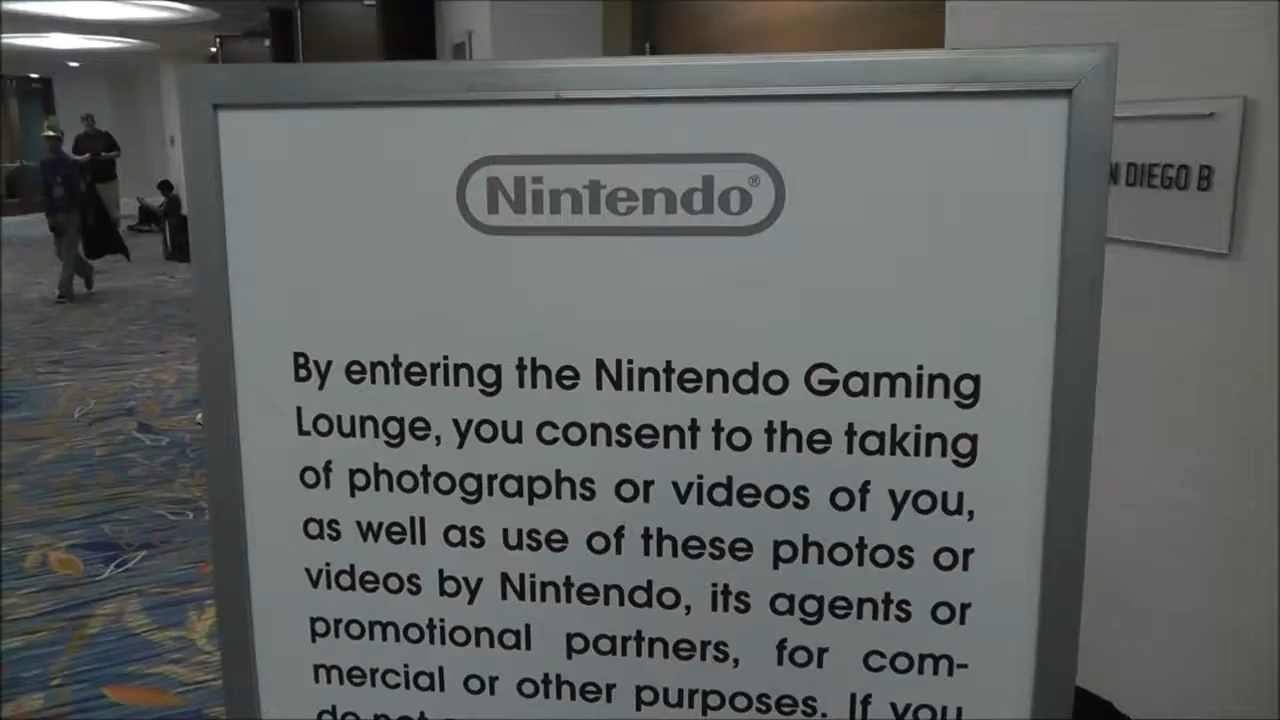 Nintendo®
N DIEGO B
By entering the Nintendo Gaming
Lounge, you consent to the taking
of photographs or videos of you,
as well as use of these photos or
videos by Nintendo, its agents or
promotional partners, for com-
mercial or other purposes. If you
do not